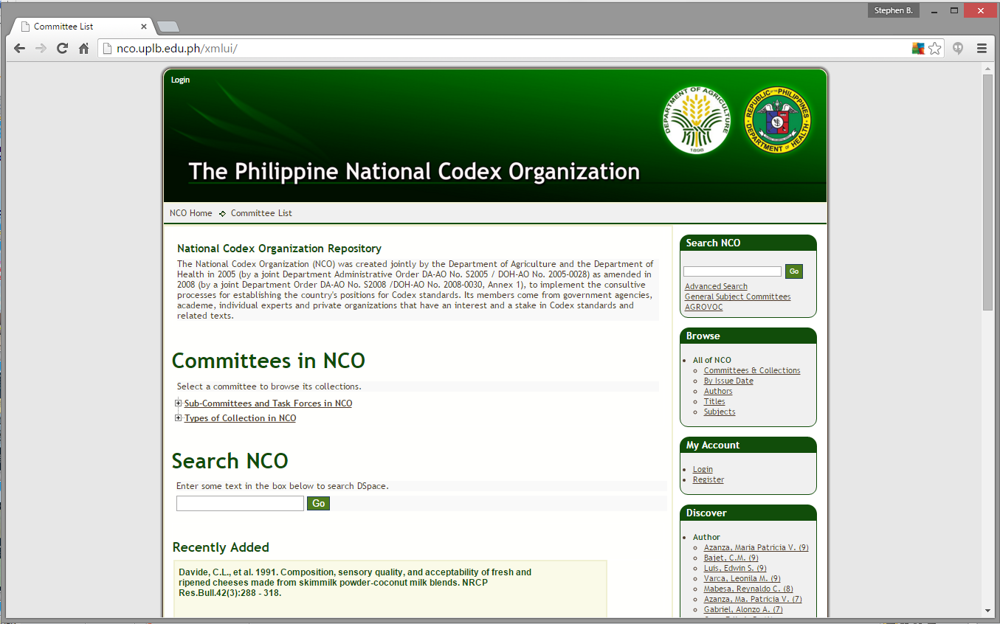 Stephen B.
Committee List
nco.uplb.edu.ph/xmlui/
Login
DEPARTMENT OF AGRICULTURE
1898
REPUBLIC OF THE PHILIPPINES
DEPARTMENT OF HEALTH
The Philippine National Codex Organization
NCO Home
Committee List
National Codex Organization Repository
The National Codex Organization (NCO) was created jointly by the Department of Agriculture and the Department of
Health in 2005 (by a joint Department Administrative Order DA-AO No. S2005 / DOH-AO No. 2005-0028) as amended in
2008 (by a joint Department Order DA-AO No. S2008 /DOH-AO No. 2008-0030, Annex 1), to implement the consultive
processes for establishing the country's positions for Codex standards. Its members come from government agencies,
academe, individual experts and private organizations that have an interest and a stake in Codex standards and
related texts.
Committees in NCO
Select a committee to browse its collections.
Sub-Committees and Task Forces in NCO
Types of Collection in NCO
Search NCO
Enter some text in the box below to search DSpace.
Go
Recently Added
Davide, C.L., et al. 1991. Composition, sensory quality, and acceptability of fresh and
ripened cheeses made from skimmilk powder-coconut milk blends. NRCP
Res.Bull.42(3):288 - 318.
Search NCO
Go
Advanced Search
General Subject Committees
AGROVOC
Browse
All of NCO
Committees & Collections
By Issue Date
Authors
Titles
Subjects
My Account
Login
Register
Discover
Author
Azanza, Maria Patricia V. (9)
Bajet, C.M. (9)
Luis, Edwin S. (9)
Varca, Leonila M. (9)
Mabesa, Reynaldo C. (8)
Azanza, Ma. Patricia V. (7)
Gabriel, Alonzo A. (7)